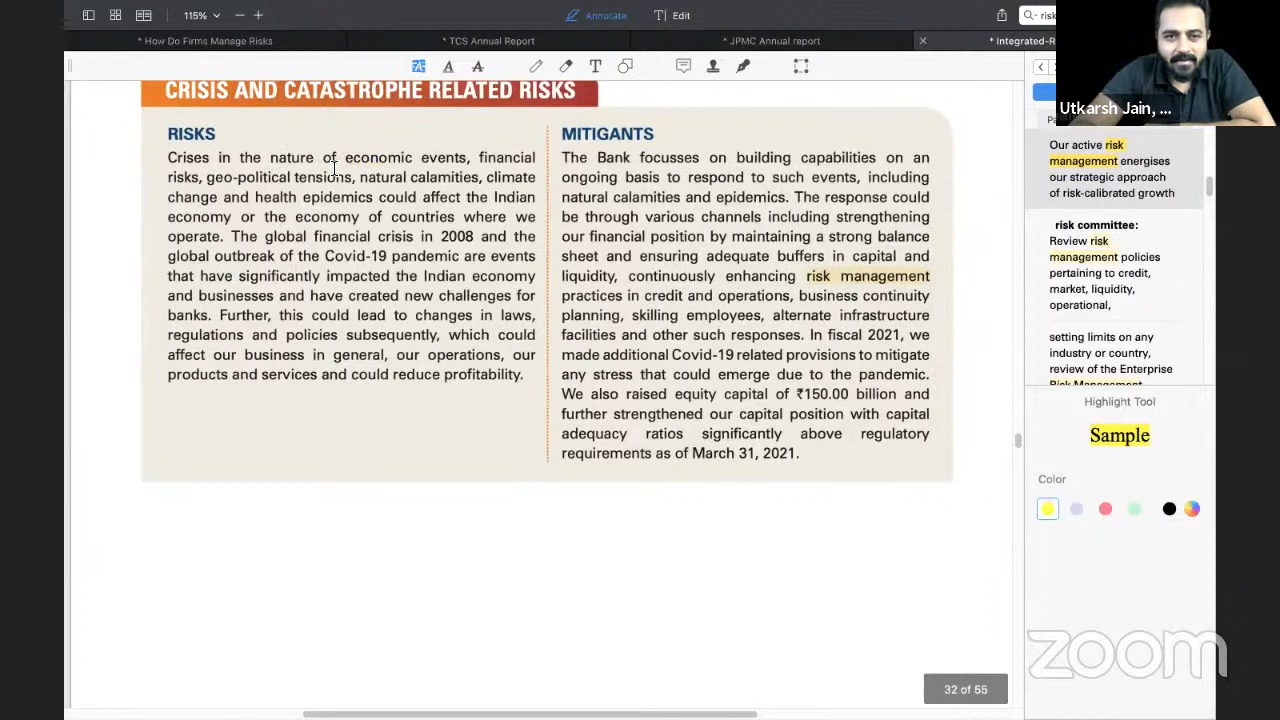 115%
Annotate
Edit
risk
* How Do Firms Manage Risks
* TCS Annual Report
* JPMC Annual report
* Integrated-R
Utkarsh Jain, ...
CRISIS AND CATASTROPHE RELATED RISKS
RISKS
Crises in the nature of economic events, financial
risks, geo-political tensions, natural calamities, climate
change and health epidemics could affect the Indian
economy or the economy of countries where we
operate. The global financial crisis in 2008 and the
global outbreak of the Covid-19 pandemic are events
that have significantly impacted the Indian economy
and businesses and have created new challenges for
banks. Further, this could lead to changes in laws,
regulations and policies subsequently, which could
affect our business in general, our operations, our
products and services and could reduce profitability.
MITIGANTS
The Bank focusses on building capabilities on an
ongoing basis to respond to such events, including
natural calamities and epidemics. The response could
be through various channels including strengthening
our financial position by maintaining a strong balance
sheet and ensuring adequate buffers in capital and
liquidity, continuously enhancing risk management
practices in credit and operations, business continuity
planning, skilling employees, alternate infrastructure
facilities and other such responses. In fiscal 2021, we
made additional Covid-19 related provisions to mitigate
any stress that could emerge due to the pandemic.
We also raised equity capital of ₹150.00 billion and
further strengthened our capital position with capital
adequacy ratios significantly above regulatory
requirements as of March 31, 2021.
Our active risk
management energises
our strategic approach
of risk-calibrated growth
risk committee:
Review risk
management policies
pertaining to credit,
market, liquidity,
operational,
setting limits on any
industry or country,
review of the Enterprise
Risk Management
Highlight Tool
Sample
Color
zoom
32 of 55